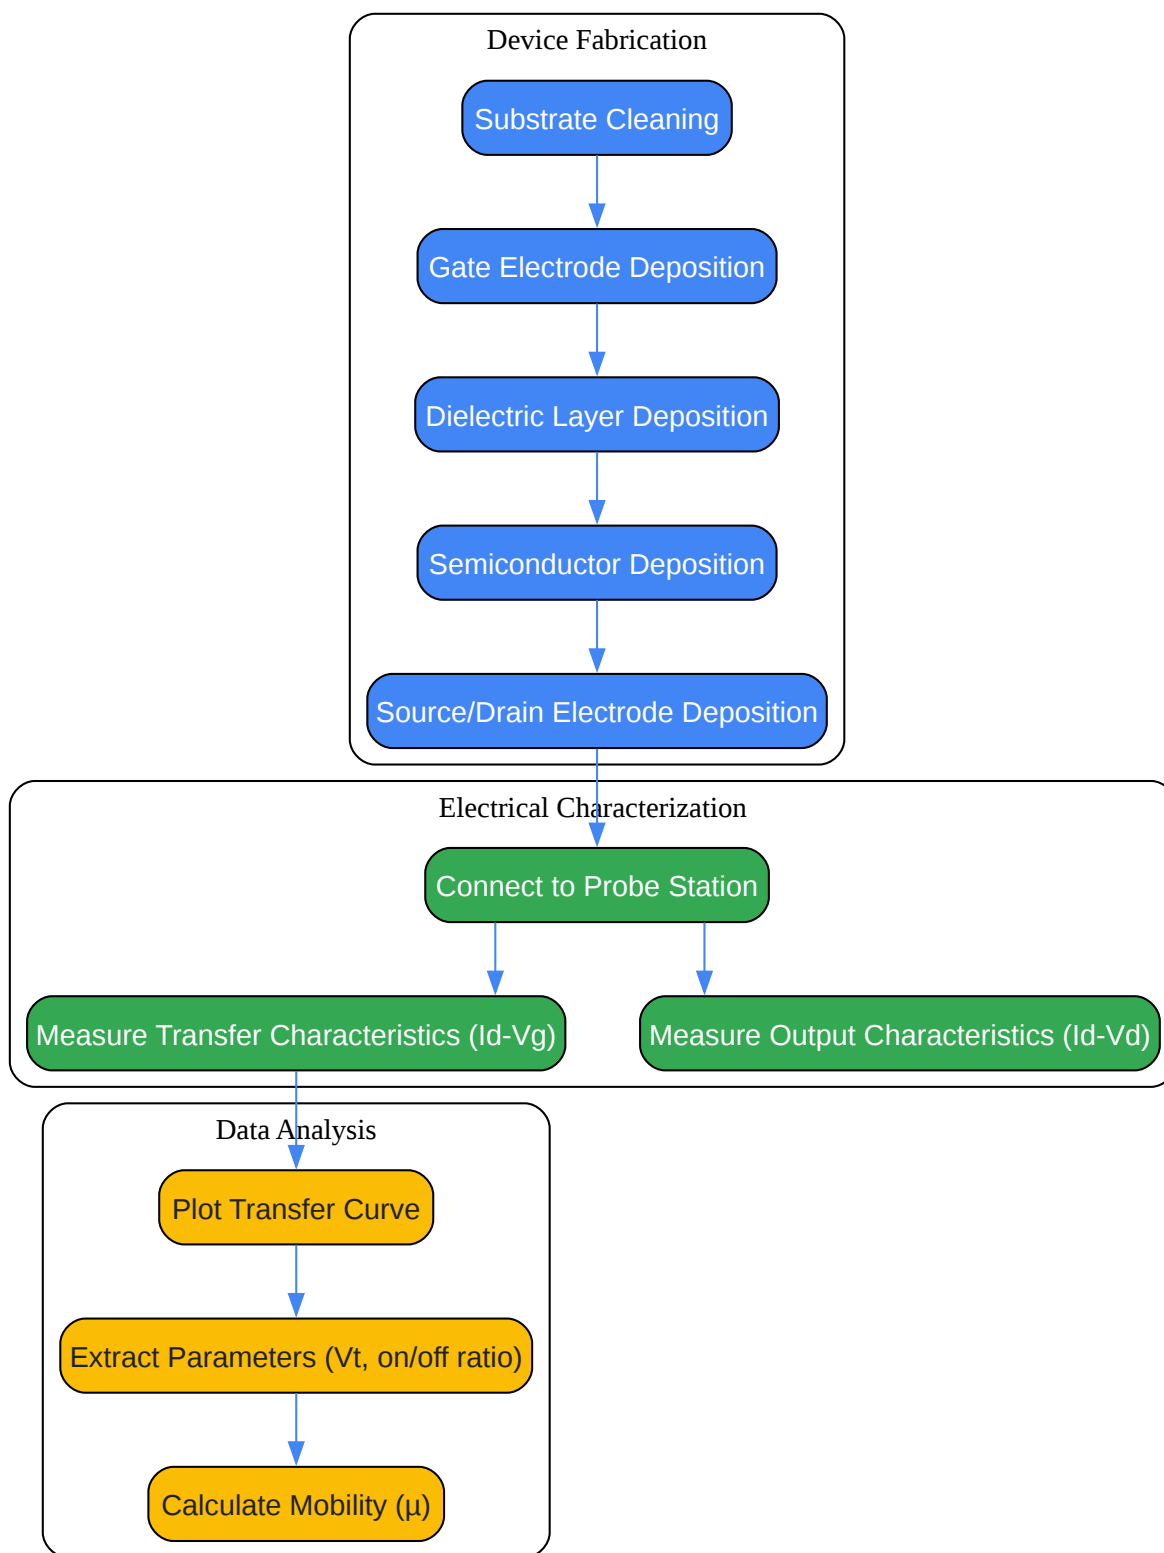 Device Fabrication
Substrate Cleaning
Gate Electrode Deposition
Dielectric Layer Deposition
Semiconductor Deposition
Source/Drain Electrode Deposition
Electrical Characterization
Connect to Probe Station
Measure Transfer Characteristics (Id-Vg)
Measure Output Characteristics (Id-Vd)
Data Analysis
Plot Transfer Curve
Extract Parameters (Vt, on/off ratio)
Calculate Mobility (µ)